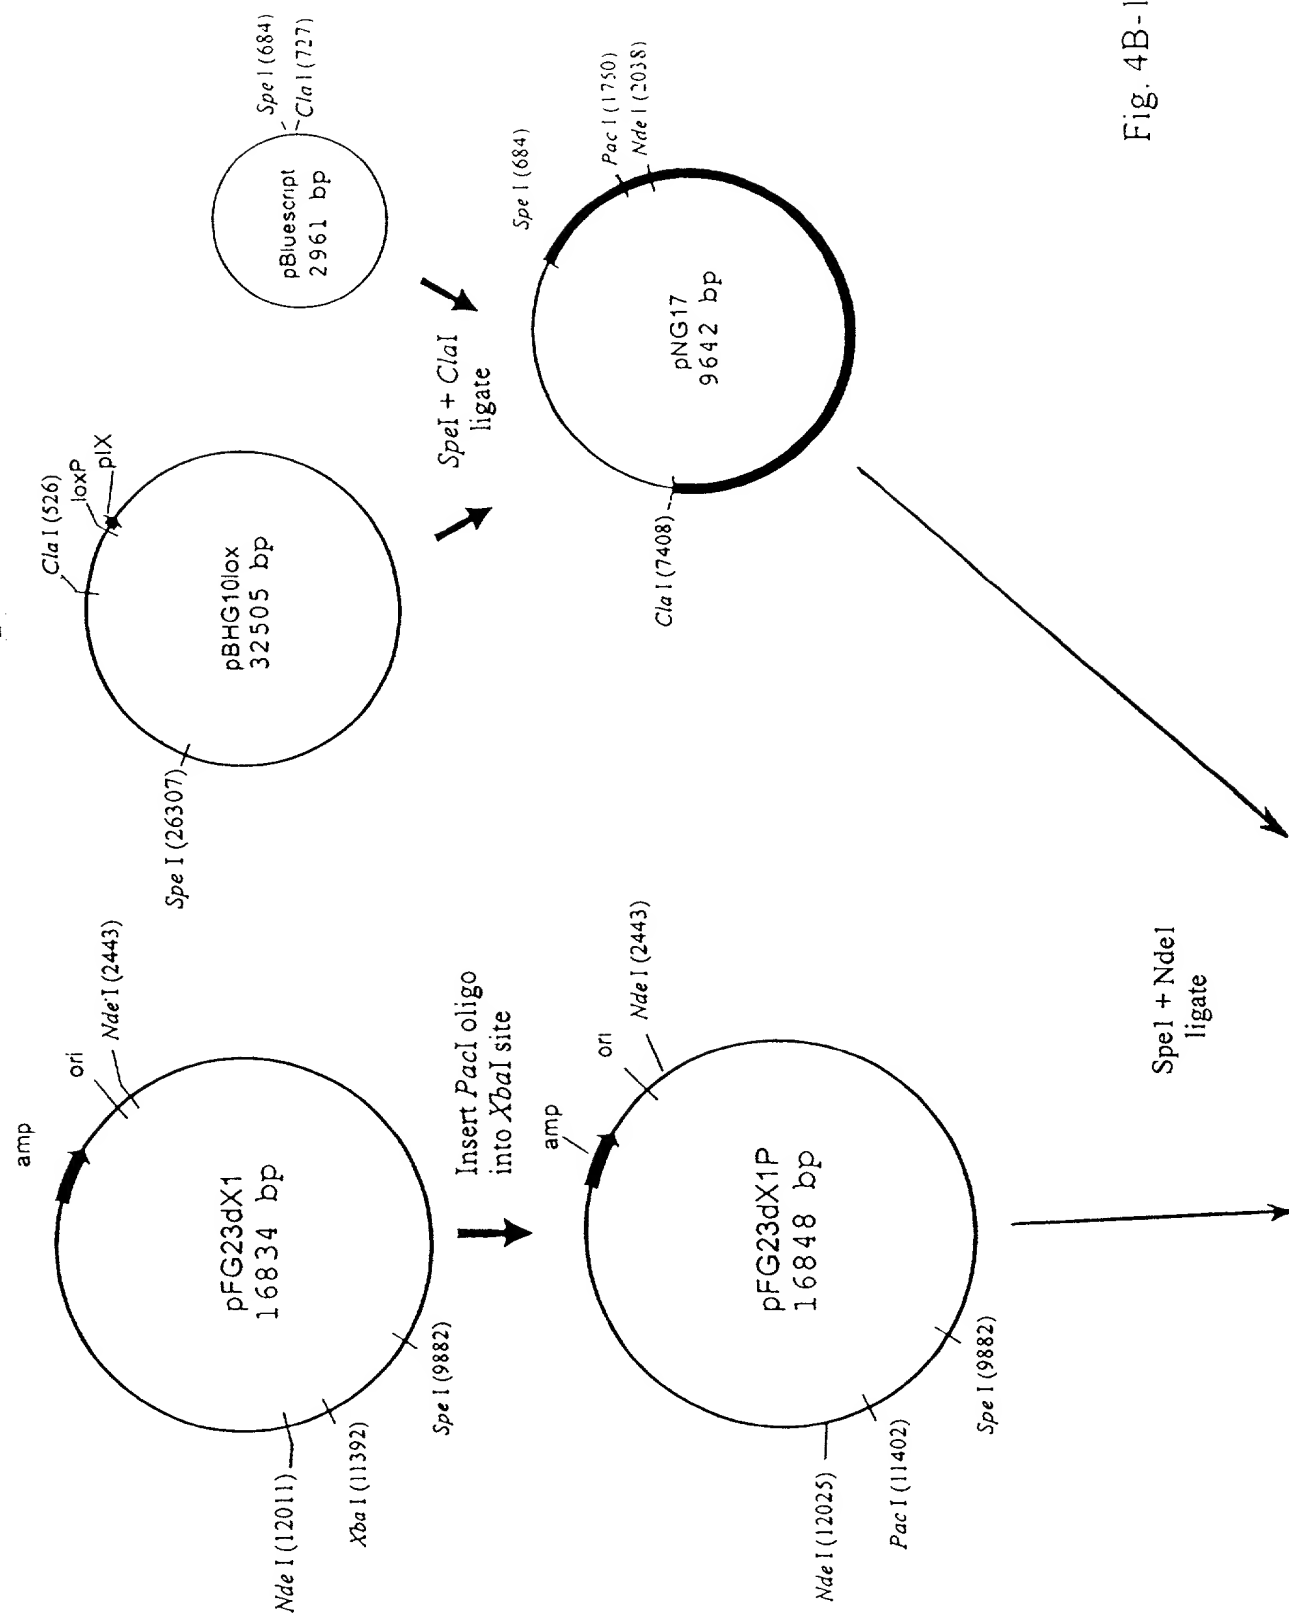 amp
ori
Nde I (2443)
pFG23dX1
16834 bp
Nde I (12011)
Xba I (11392)
Spe I (9882)
Cla I (526)
loxP
pIX
pBHG10lox
32505 bp
Spe I (26307)
Spe I (684)
Cla I (727)
pBluescript
2961 bp
Insert PacI oligo
into XbaI site
SpeI + ClaI
ligate
amp
ori
Nde I (2443)
pFG23dX1P
16848 bp
Nde I (12025)
Pac I (11402)
Spe I (9882)
Spe I (684)
Pac I (1750)
Nde I (2038)
pNG17
9642 bp
Cla I (7408)
SpeI + NdeI
ligate
Fig. 4B-1